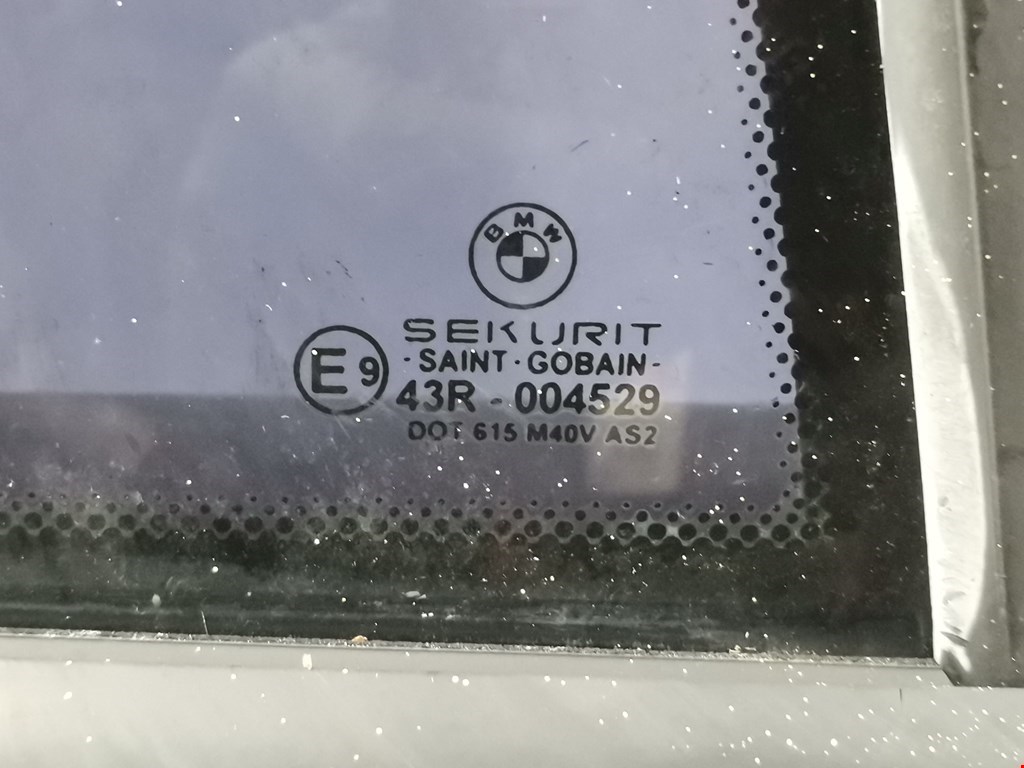 BMW
SEKURIT
E9
- SAINT - GOBAIN -
43R - 004529
DOT 615 M40V AS2